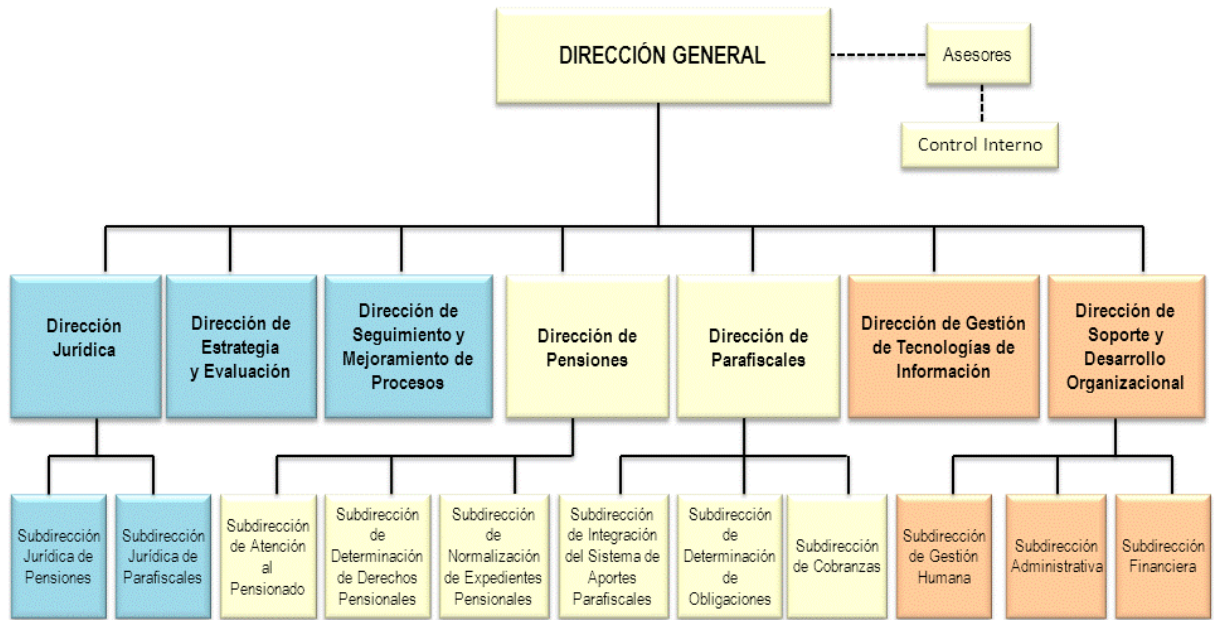 DIRECCIÓN GENERAL
Asesores
Control Interno
Dirección
Jurídica
Dirección de
Estrategia
y Evaluación
Dirección de
Seguimiento y
Mejoramiento de
Procesos
Dirección de
Pensiones
Dirección de
Parafiscales
Dirección de Gestión
de Tecnologías de
Información
Dirección de
Soporte y
Desarrollo
Organizacional
Subdirección
Jurídica de
Pensiones
Subdirección
Jurídica de
Parafiscales
Subdirección
de Atención
al
Pensionado
Subdirección
de
Determinación
de Derechos
Pensionales
Subdirección
de
Normalización
de Expedientes
Pensionales
Subdirección
de Integración
del Sistema de
Aportes
Parafiscales
Subdirección
de
Determinación
de
Obligaciones
Subdirección
de Cobranzas
Subdirección
de Gestión
Humana
Subdirección
Administrativa
Subdirección
Financiera